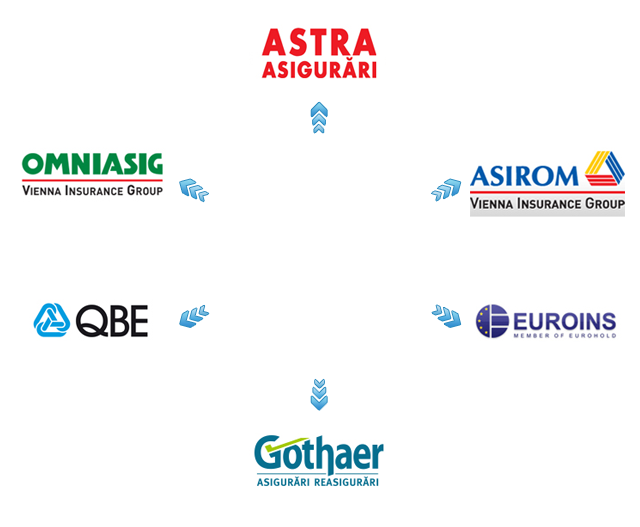 ASTRA
ASIGURĂRI
OMNIASIG
VIENNA INSURANCE GROUP
ASIROM
VIENNA INSURANCE GROUP
QBE
EUROINS
MEMBER OF EUROHOLD
Gothaer
ASIGURĂRI REASIGURĂRI